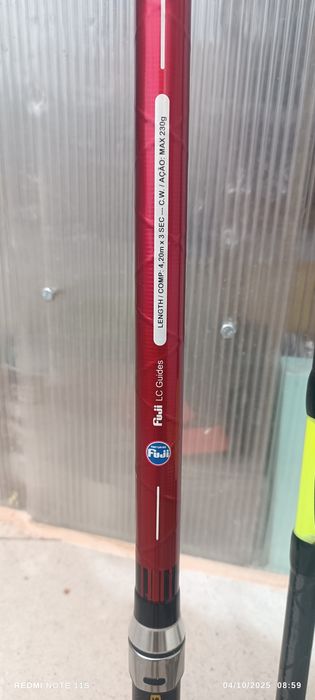 LENGTH / COMP: 4,20m x 3 SEC — C.W. / AÇÃO: MAX 230g
Fuji LC Guides
Fuji
REDMI NOTE 11S
04/10/2025 08:59